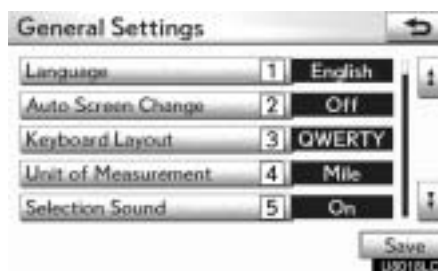 General Settings
Language 1 English
Auto Screen Change 2 Off
Keyboard Layout 3 QWERTY
Unit of Measurement 4 Mile
Selection Sound 5 On
Save